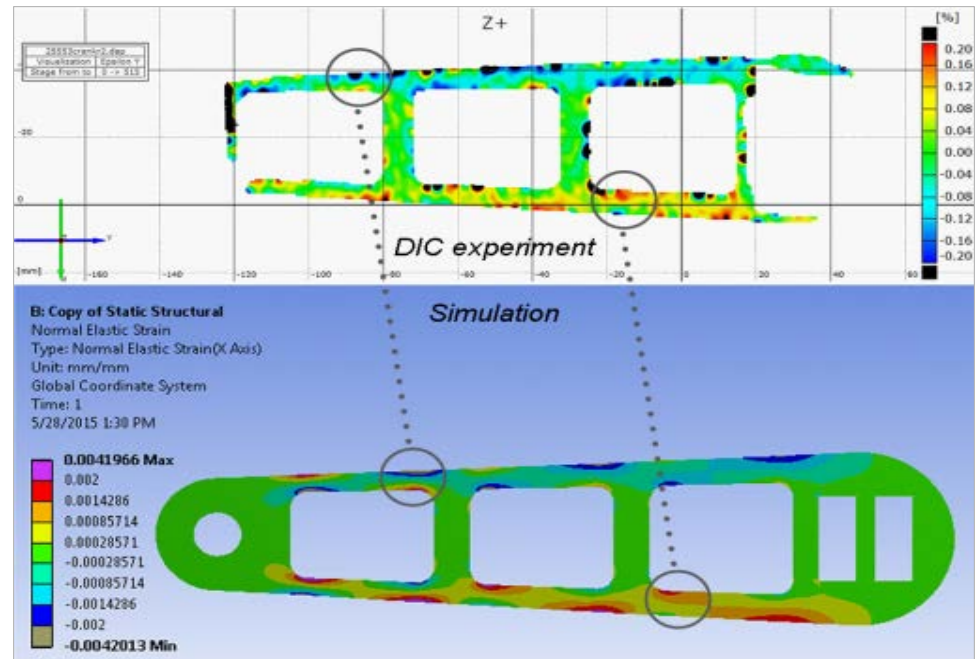 Z+
[%]
25553crankr2.dap
Visualization Epsilon Y
Stage from to 0 -> 513
0.20
0.16
0.12
0.08
0.04
0.00
-0.04
-0.08
-0.12
-0.16
-0.20
-20
0
Y
DIC experiment
[mm] -160 -140 -120 -100 -80 -60 -40 -20 0 20 40 60
Simulation
B: Copy of Static Structural
Normal Elastic Strain
Type: Normal Elastic Strain(X Axis)
Unit: mm/mm
Global Coordinate System
Time: 1
5/28/2015 1:30 PM
0.0041966 Max
0.002
0.0014286
0.00085714
0.00028571
-0.00028571
-0.00085714
-0.0014286
-0.002
-0.0042013 Min